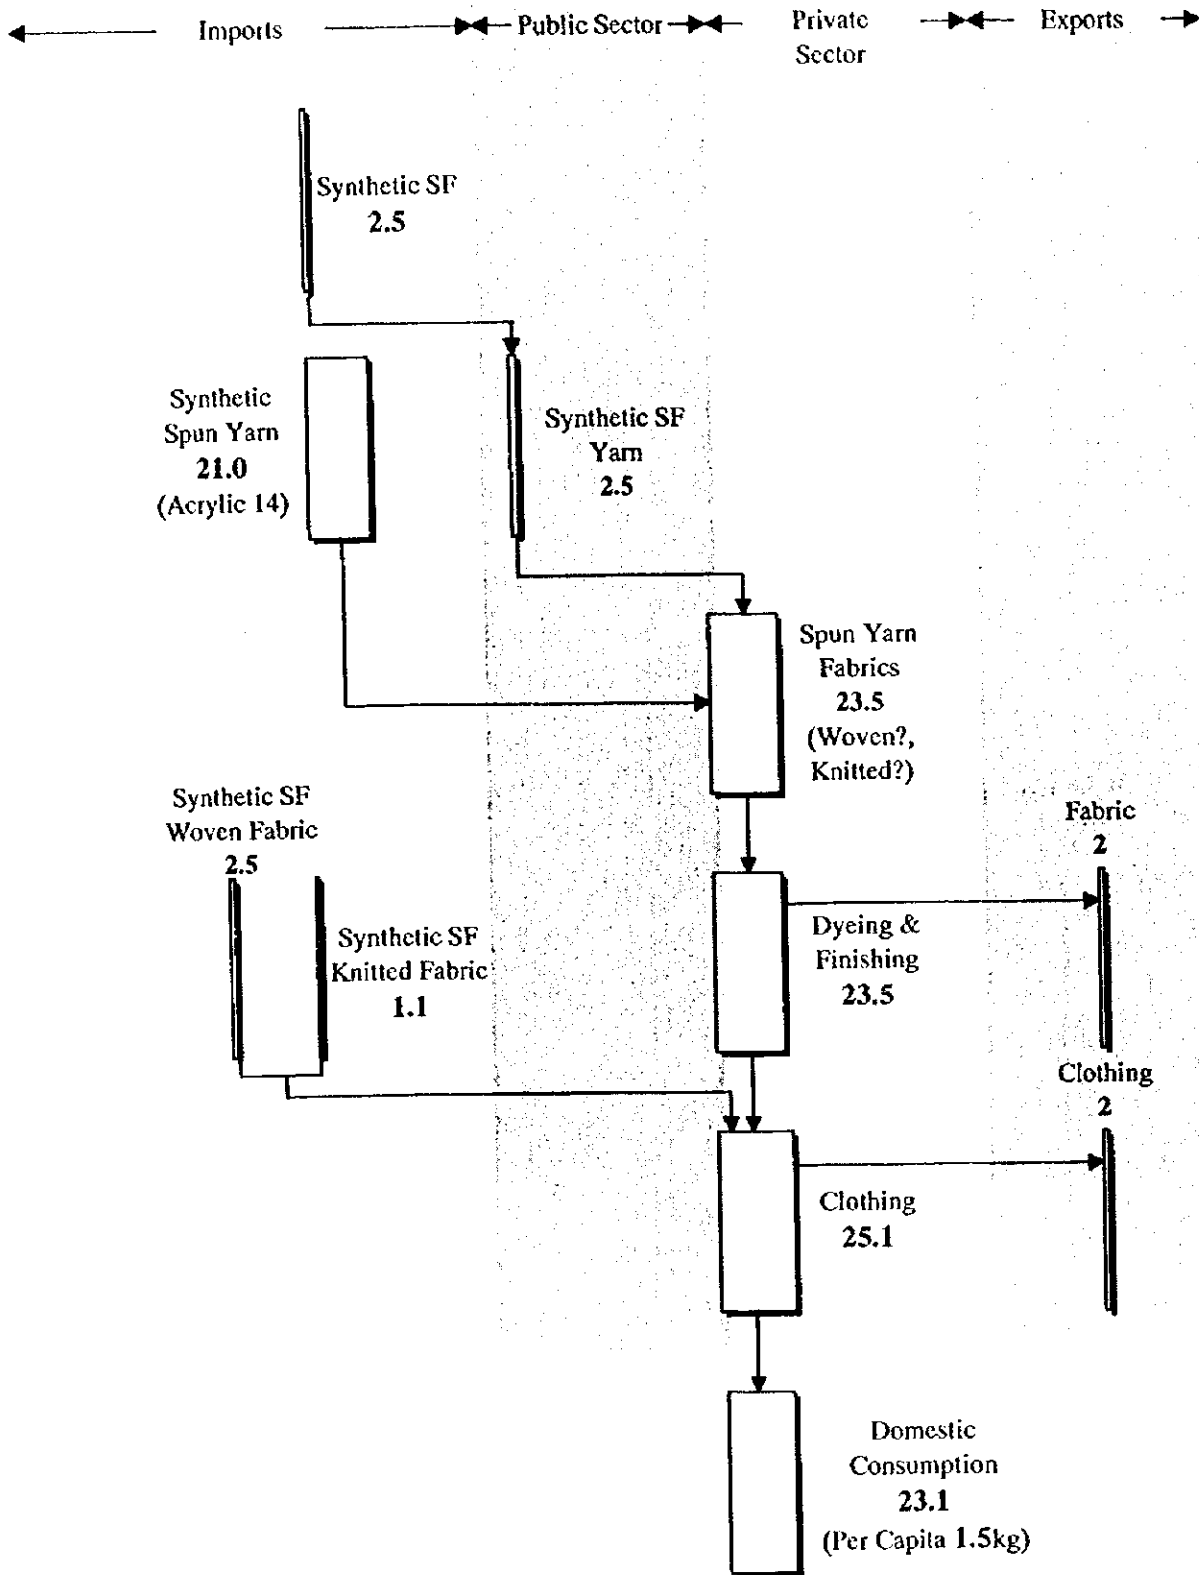 Imports
Public Sector
Private
Sector
Exports
Synthetic SF
2.5
Synthetic
Spun Yarn
21.0
(Acrylic 14)
Synthetic SF
Yarn
2.5
Spun Yarn
Fabrics
23.5
(Woven?,
Knitted?)
Synthetic SF
Woven Fabric
2.5
Synthetic SF
Knitted Fabric
1.1
Fabric
2
Dyeing &
Finishing
23.5
Clothing
2
Clothing
25.1
Domestic
Consumption
23.1
(Per Capita 1.5kg)